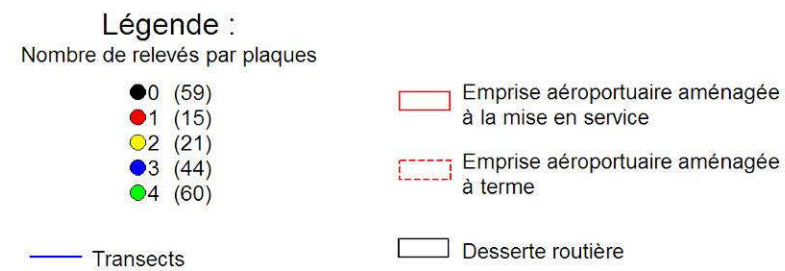 Légende :
Nombre de relevés par plaques
0 (59)
1 (15)
2 (21)
3 (44)
4 (60)
Transects
Emprise aéroportuaire aménagée
à la mise en service
Emprise aéroportuaire aménagée
à terme
Desserte routière